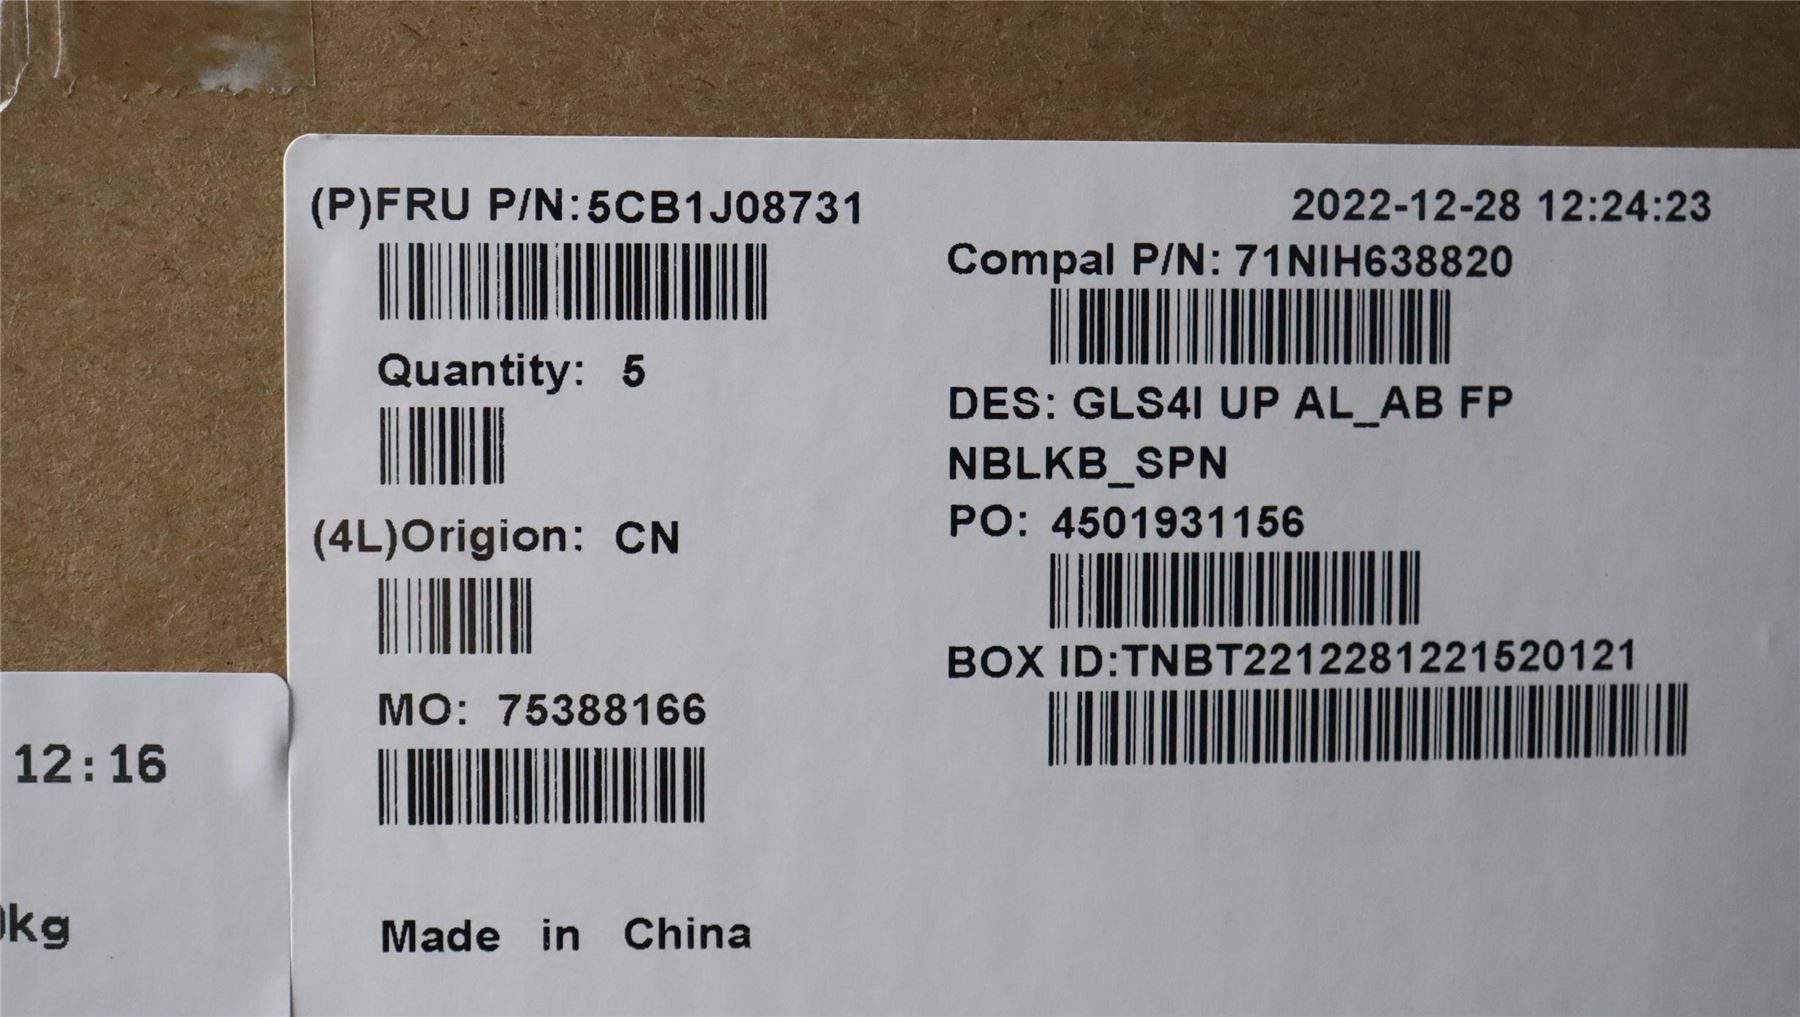 (P)FRU P/N:5CB1J08731
2022-12-28 12:24:23
Compal P/N: 71NIH638820
Quantity: 5
DES: GLS4I UP AL_AB FP
NBLKB_SPN
(4L)Origion: CN
PO: 4501931156
BOX ID:TNBT2212281221520121
MO: 75388166
Made in China
12:16
kg